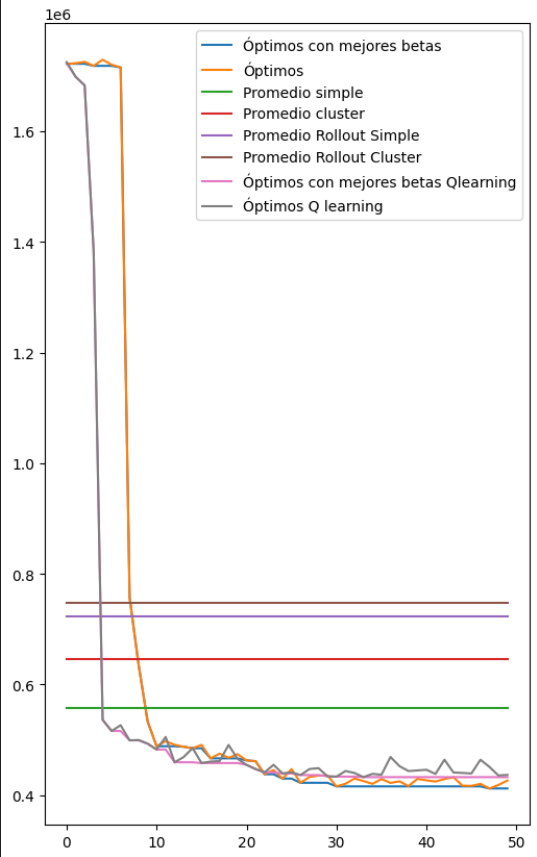 1e6
Óptimos con mejores betas
Óptimos
Promedio simple
Promedio cluster
Promedio Rollout Simple
Promedio Rollout Cluster
Óptimos con mejores betas Qlearning
Óptimos Q learning
1.6
1.4
1.2
1.0
0.8
0.6
0.4
0 10 20 30 40 50